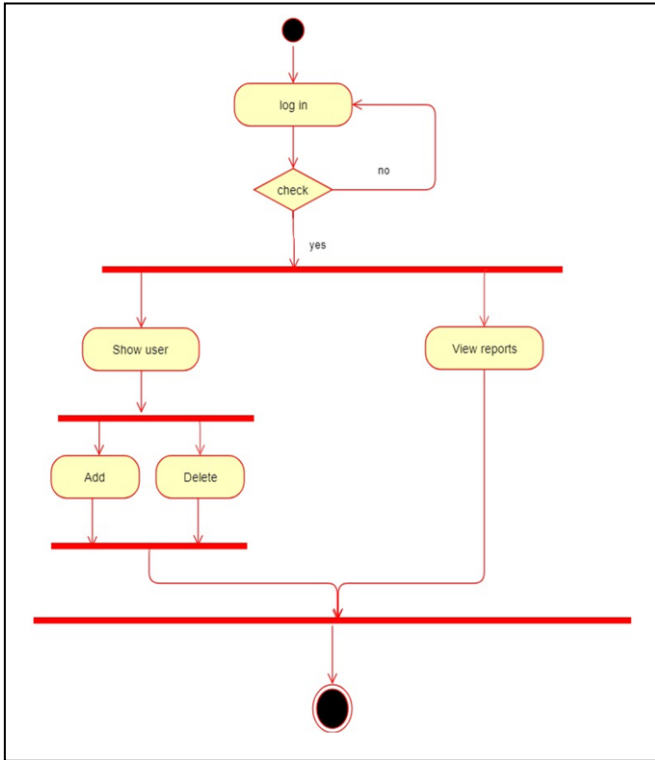 log in
no
check
yes
Show user
View reports
Add
Delete